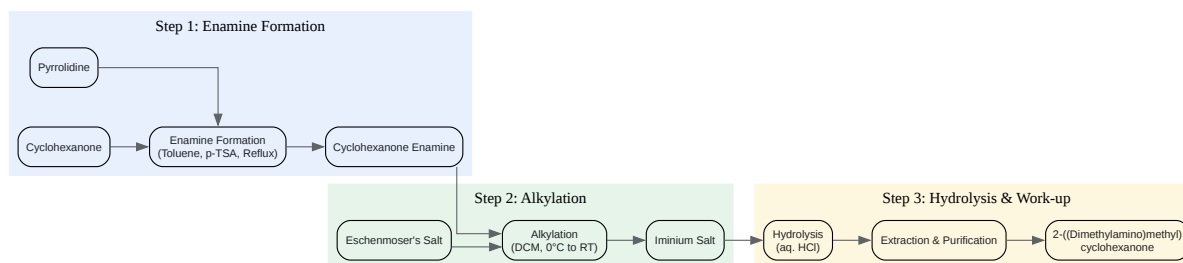 Step 1: Enamine Formation
Pyrrolidine
Cyclohexanone
Enamine Formation
(Toluene, p-TSA, Reflux)
Cyclohexanone Enamine
Step 2: Alkylation
Eschenmoser's Salt
Alkylation
(DCM, 0°C to RT)
Iminium Salt
Step 3: Hydrolysis & Work-up
Hydrolysis
(aq. HCl)
Extraction & Purification
2-((Dimethylamino)methyl)
cyclohexanone